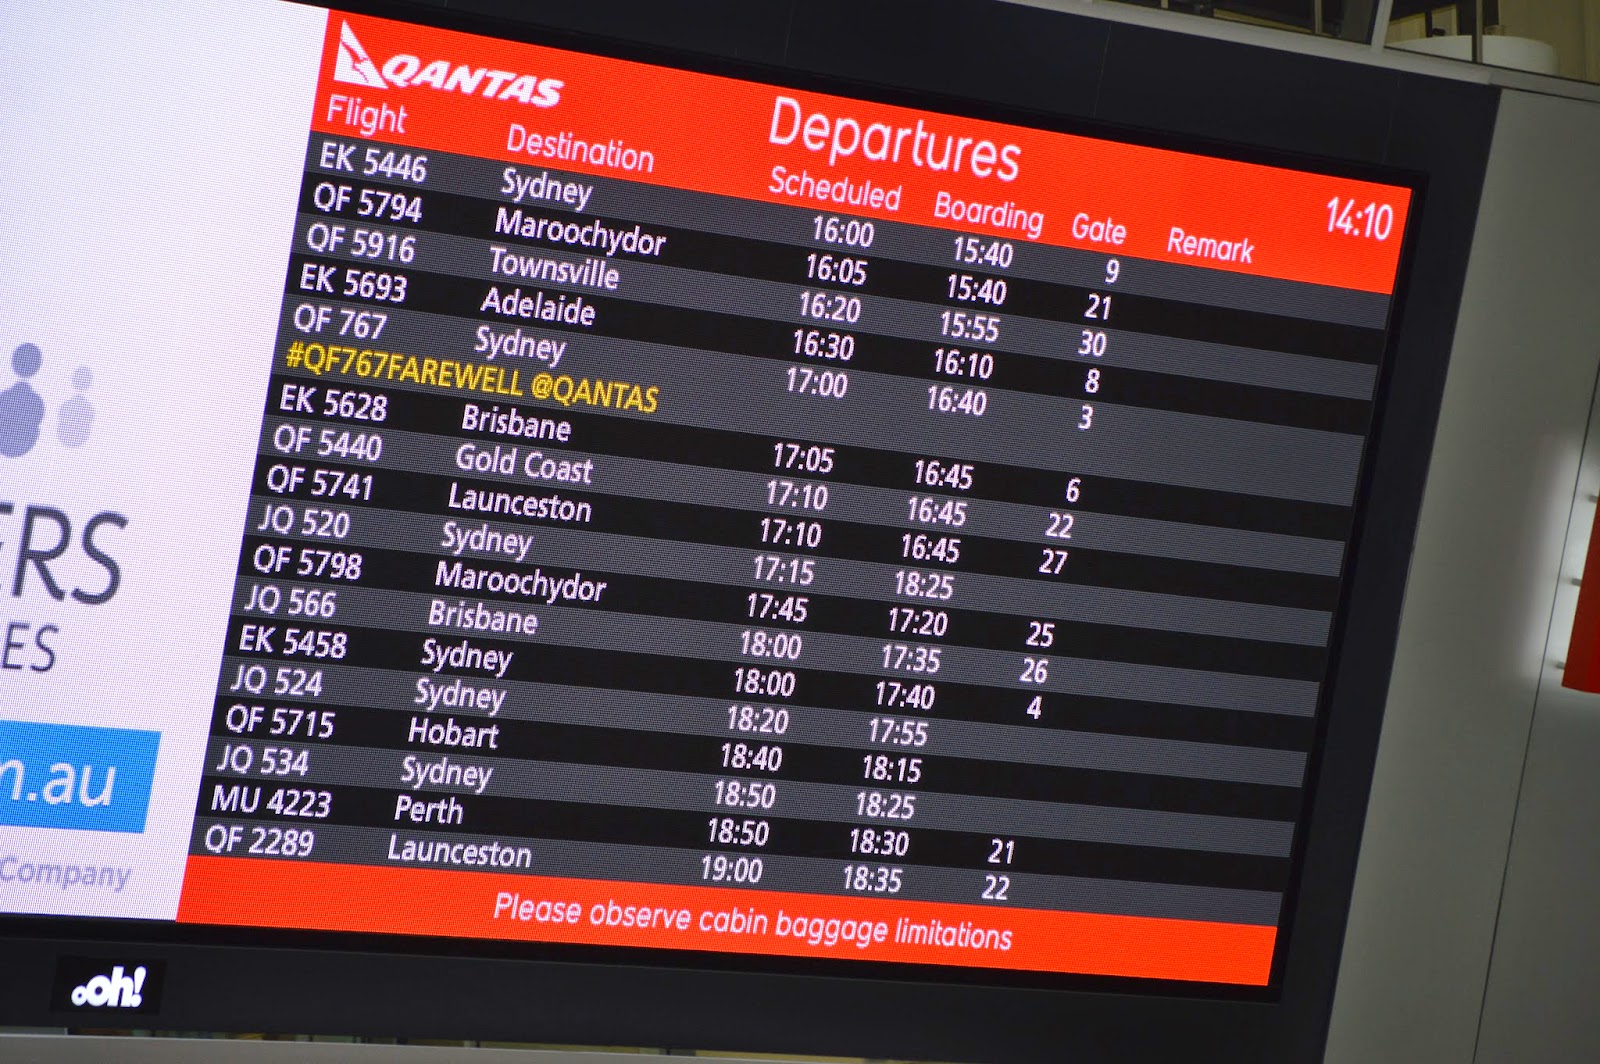 QANTAS
Departures
14:10
Flight Destination Scheduled Boarding Gate Remark
EK 5446 Sydney 16:00 15:40 9
QF 5794 Maroochydor 16:05 15:40 21
QF 5916 Townsville 16:20 15:55 30
EK 5693 Adelaide 16:30 16:10 8
QF 767 Sydney 17:00 16:40 3
#QF767FAREWELL @QANTAS
EK 5628 Brisbane 17:05 16:45 6
QF 5440 Gold Coast 17:10 16:45 22
QF 5741 Launceston 17:10 16:45 27
JQ 520 Sydney 17:15 18:25
QF 5798 Maroochydor 17:45 17:20 25
JQ 566 Brisbane 18:00 17:35 26
EK 5458 Sydney 18:00 17:40 4
JQ 524 Sydney 18:20 17:55
QF 5715 Hobart 18:40 18:15
JQ 534 Sydney 18:50 18:25
MU 4223 Perth 18:50 18:30 21
QF 2289 Launceston 19:00 18:35 22
Please observe cabin baggage limitations
ERS
ES
m.au
Company
oh!